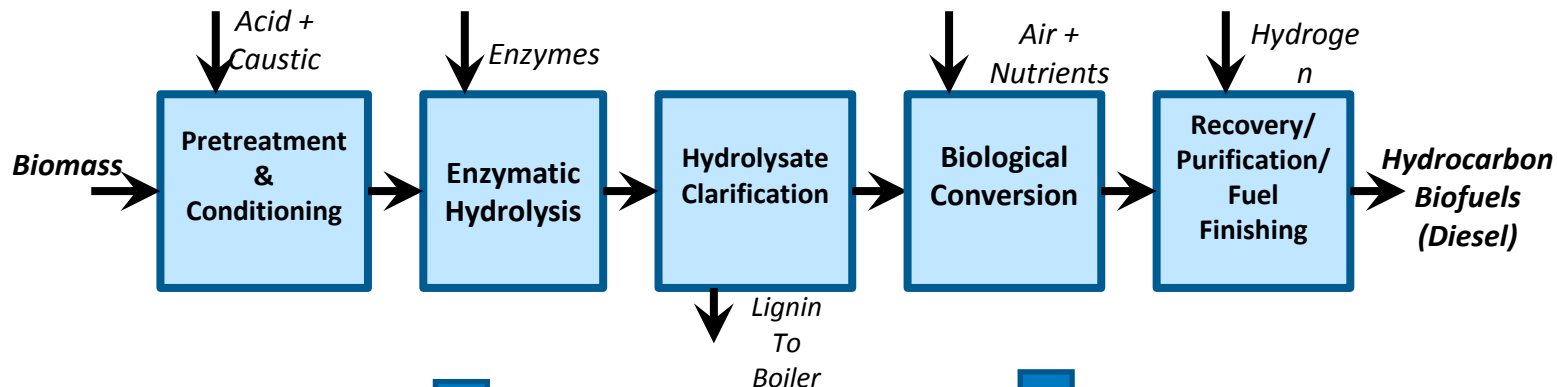 Acid +
Caustic
Enzymes
Air +
Nutrients
Hydroge
n
Biomass
Pretreatment
&
Conditioning
Enzymatic
Hydrolysis
Hydrolysate
Clarification
Biological
Conversion
Recovery/
Purification/
Fuel
Finishing
Hydrocarbon
Biofuels
(Diesel)
Lignin
To
Boiler